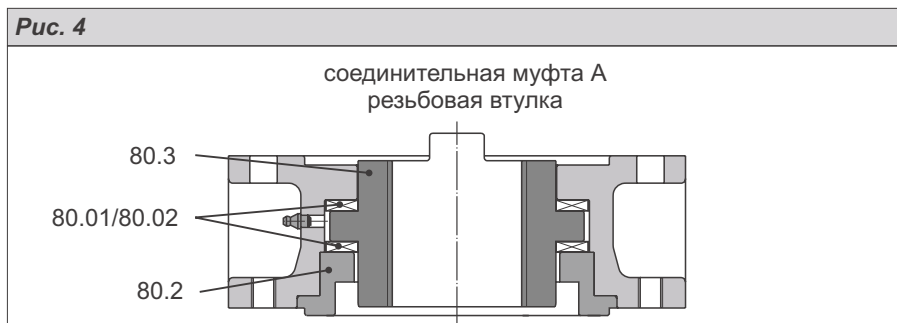 Рис. 4
соединительная муфта А
резьбовая втулка
80.3
80.01/80.02
80.2